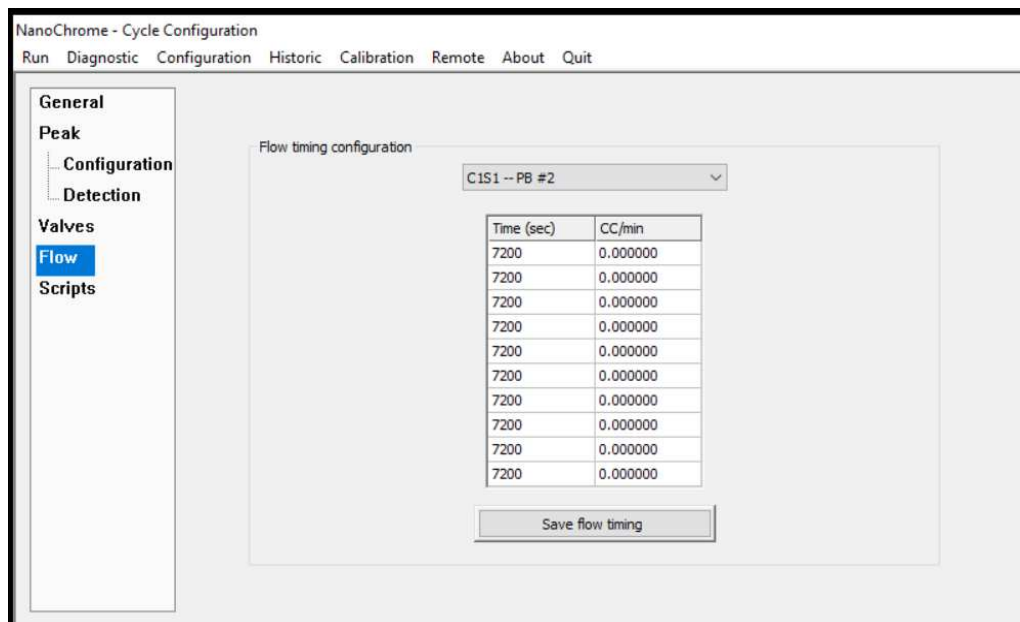 NanoChrome - Cycle Configuration
Run Diagnostic Configuration Historic Calibration Remote About Quit
General
Peak
Configuration
Detection
Valves
Flow
Scripts
Flow timing configuration
C1S1 -- PB #2
Time (sec) CC/min
7200 0.000000
7200 0.000000
7200 0.000000
7200 0.000000
7200 0.000000
7200 0.000000
7200 0.000000
7200 0.000000
7200 0.000000
7200 0.000000
Save flow timing